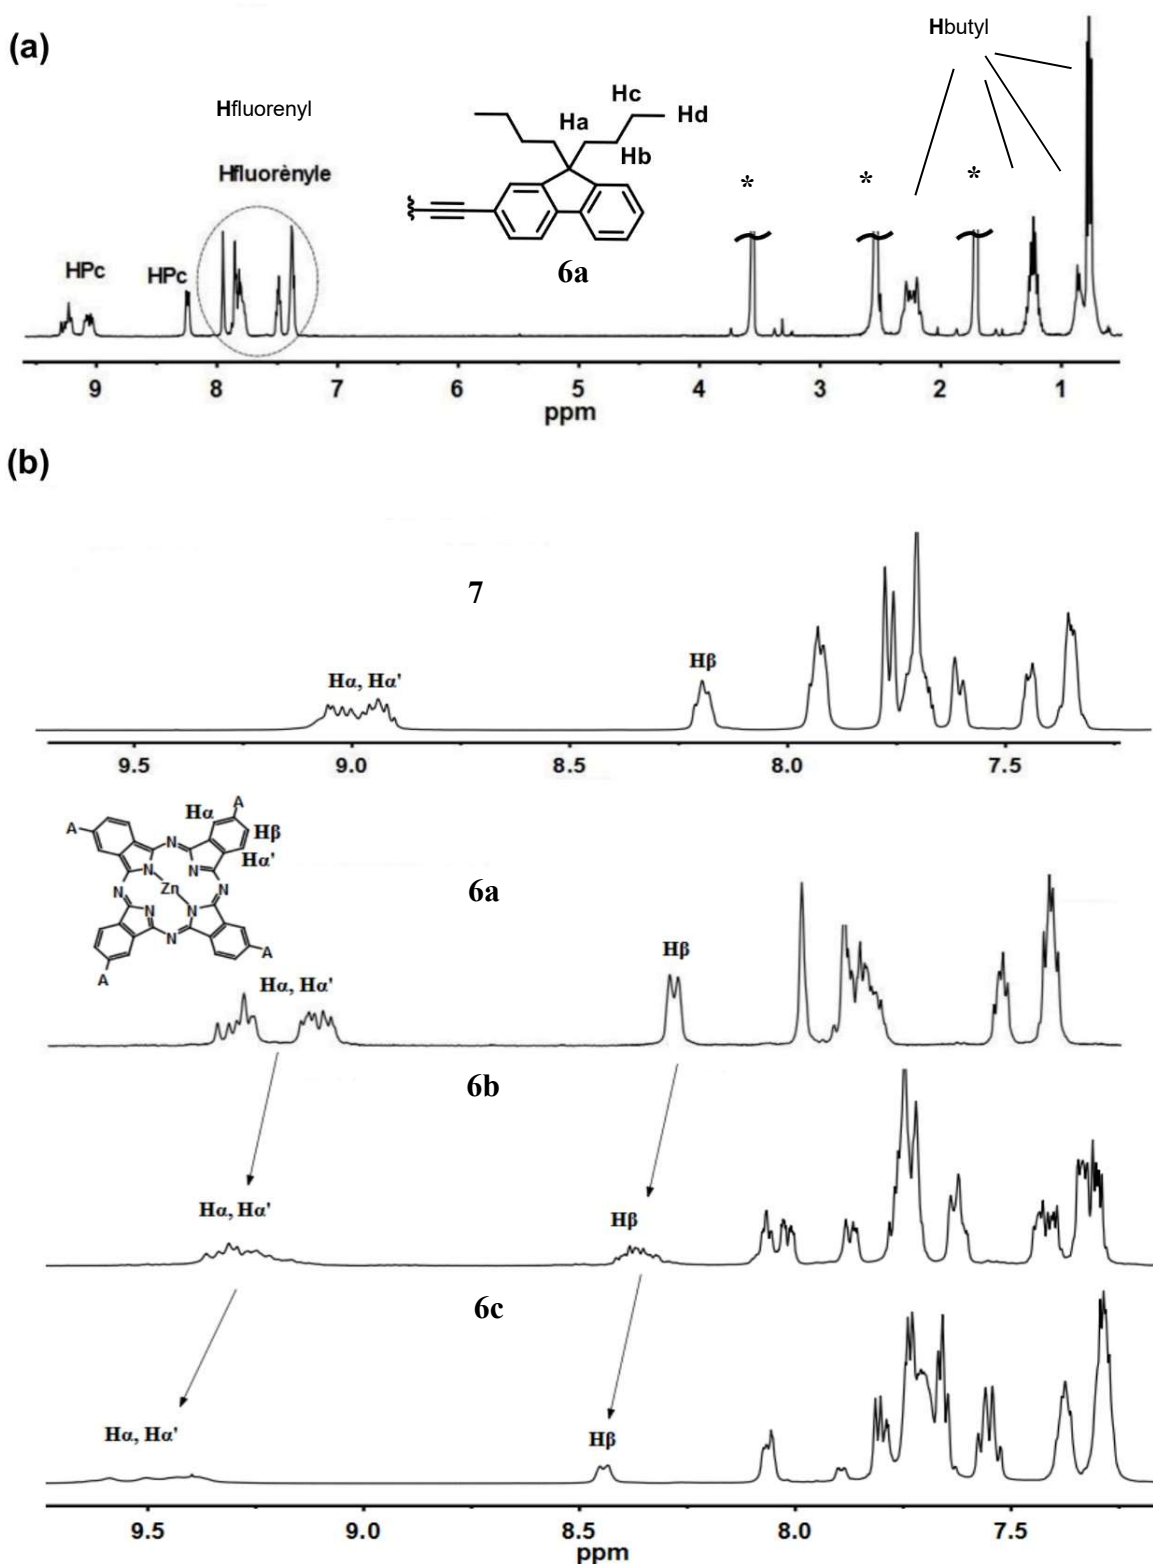 (a)
Hbutyl
Hfluorenyl
Hfluorènyle
Hc
Ha
Hd
Hb
* * *
HPc
HPc
6a
9 8 7 6 5 4 3 2 1
ppm
(b)
7
Hα, Hα'
Hβ
9.5 9.0 8.5 8.0 7.5
A
Hα
A
Hβ
N
Hα'
N
N
Zn
N
N
N
N
N
A
A
6a
Hα, Hα'
Hβ
6b
Hα, Hα'
Hβ
6c
Hα, Hα'
Hβ
9.5 9.0 8.5 8.0 7.5
ppm